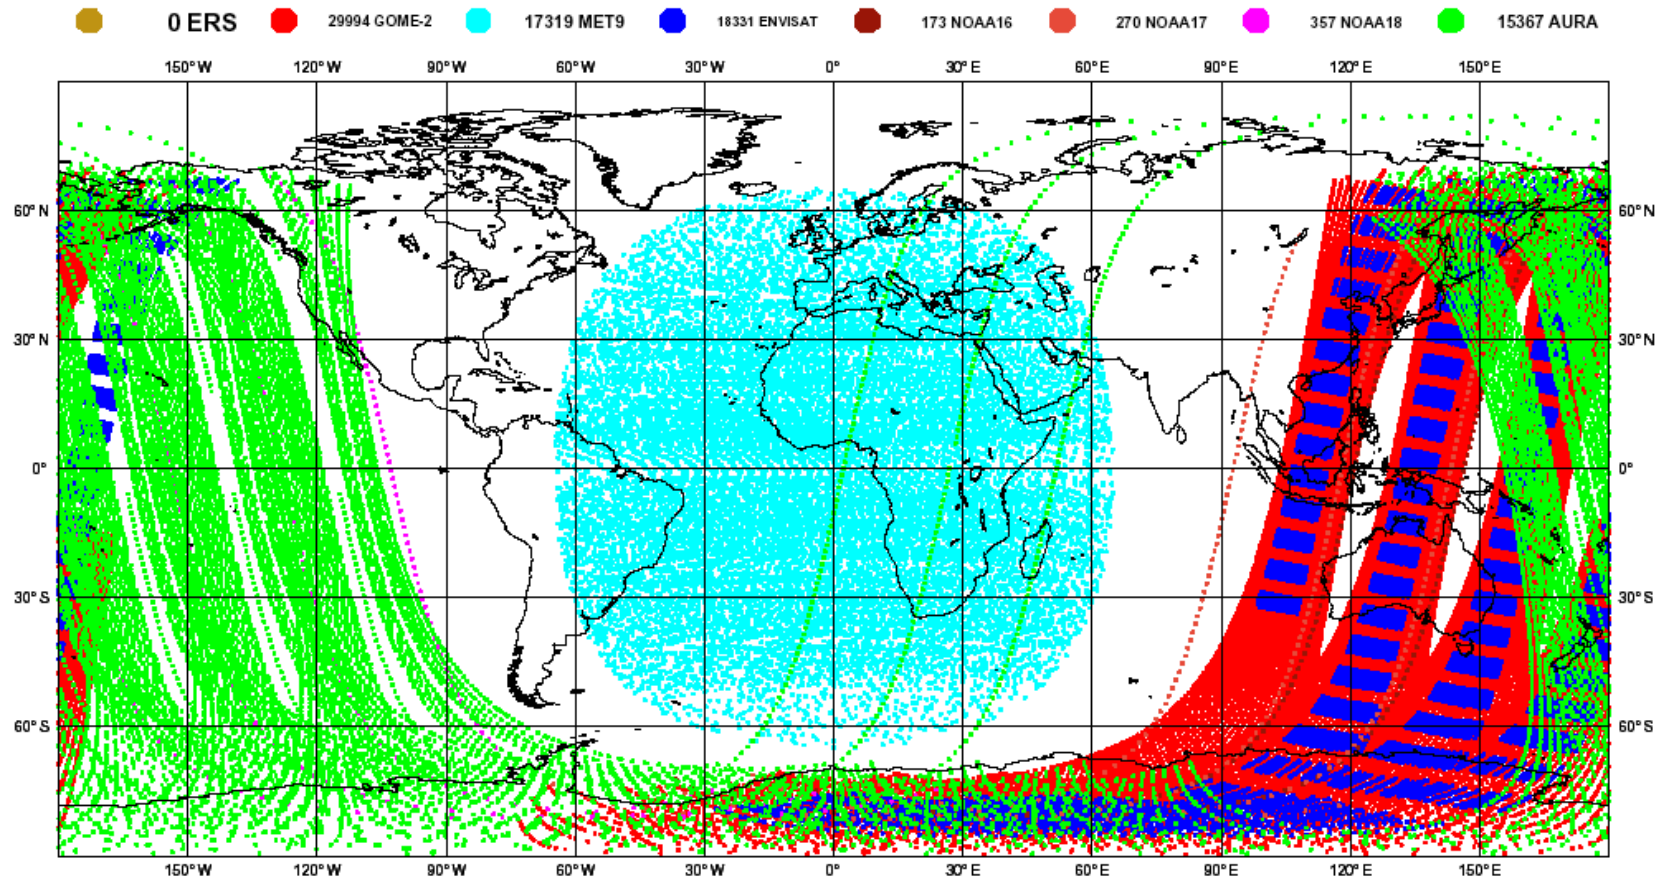 0 ERS 29994 GOME-2 17319 MET9 18331 ENVISAT 173 NOAA16 270 NOAA17 357 NOAA18 15367 AURA
150°W 120°W 90°W 60°W 30°W 0° 30°E 60°E 90°E 120°E 150°E
60°N 60°N
30°N 30°N
0° 0°
30°S 30°S
60°S 60°S
150°W 120°W 90°W 60°W 30°W 0° 30°E 60°E 90°E 120°E 150°E